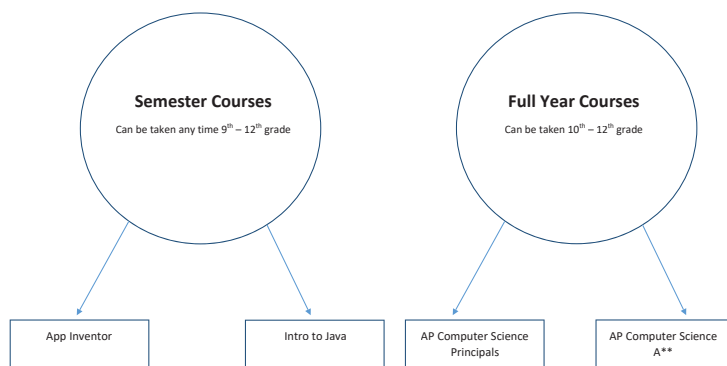 Semester Courses
Can be taken any time 9th – 12th grade
Full Year Courses
Can be taken 10th – 12th grade
App Inventor
Intro to Java
AP Computer Science
Principals
AP Computer Science
A**